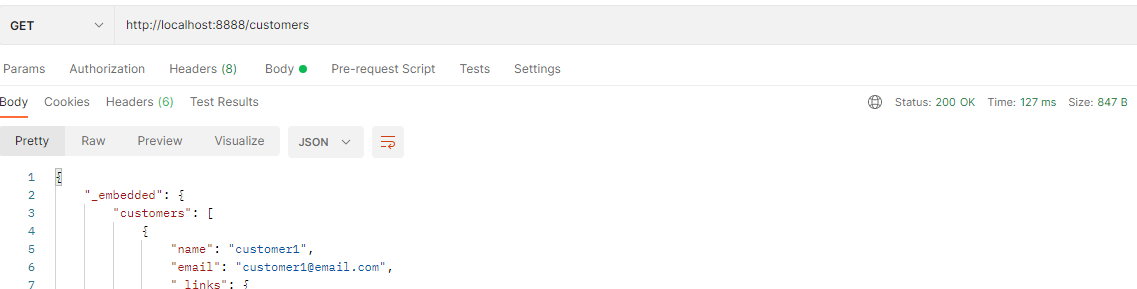 GET http://localhost:8888/customers
Params Authorization Headers (8) Body Pre-request Script Tests Settings
Body Cookies Headers (6) Test Results Status: 200 OK Time: 127 ms Size: 847 B
Pretty Raw Preview Visualize JSON
1 {
2 "_embedded": {
3 "customers": [
4 {
5 "name": "customer1",
6 "email": "customer1@email.com",
7 "_links": {